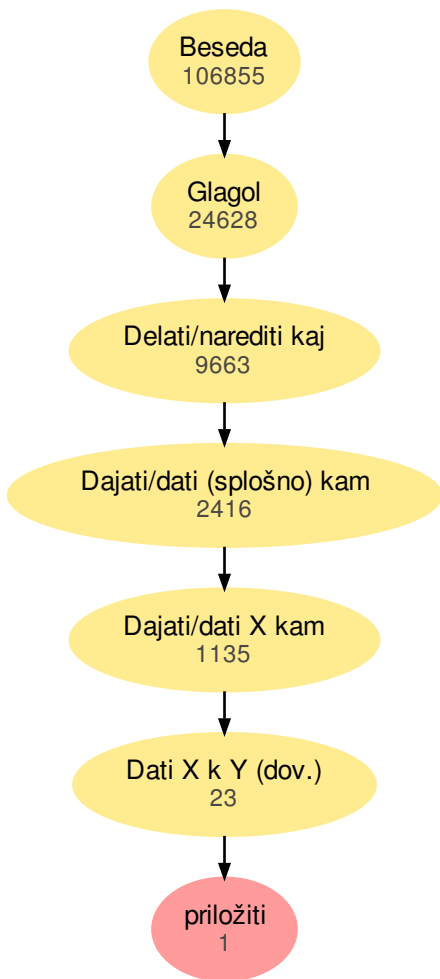 Beseda
106855
Glagol
24628
Delati/narediti kaj
9663
Dajati/dati (splošno) kam
2416
Dajati/dati X kam
1135
Dati X k Y (dov.)
23
priložiti
1